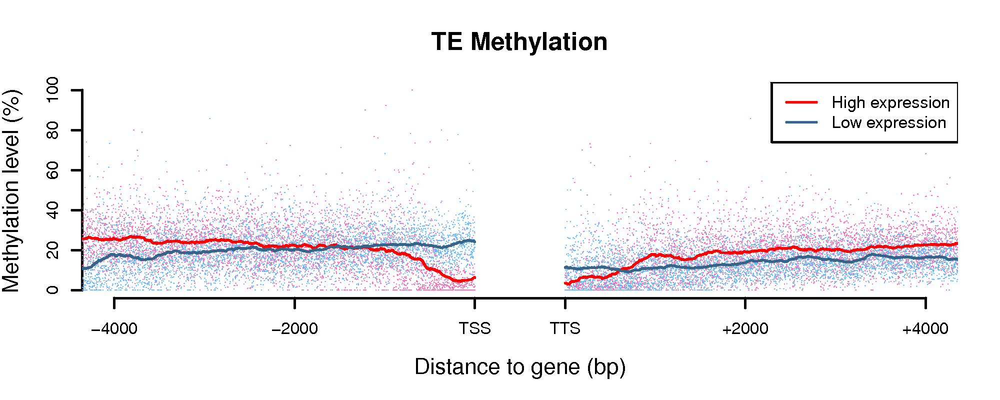 TE Methylation
Methylation level (%)
100
80
60
40
20
0
High expression
Low expression
−4000
−2000
TSS
TTS
+2000
+4000
Distance to gene (bp)